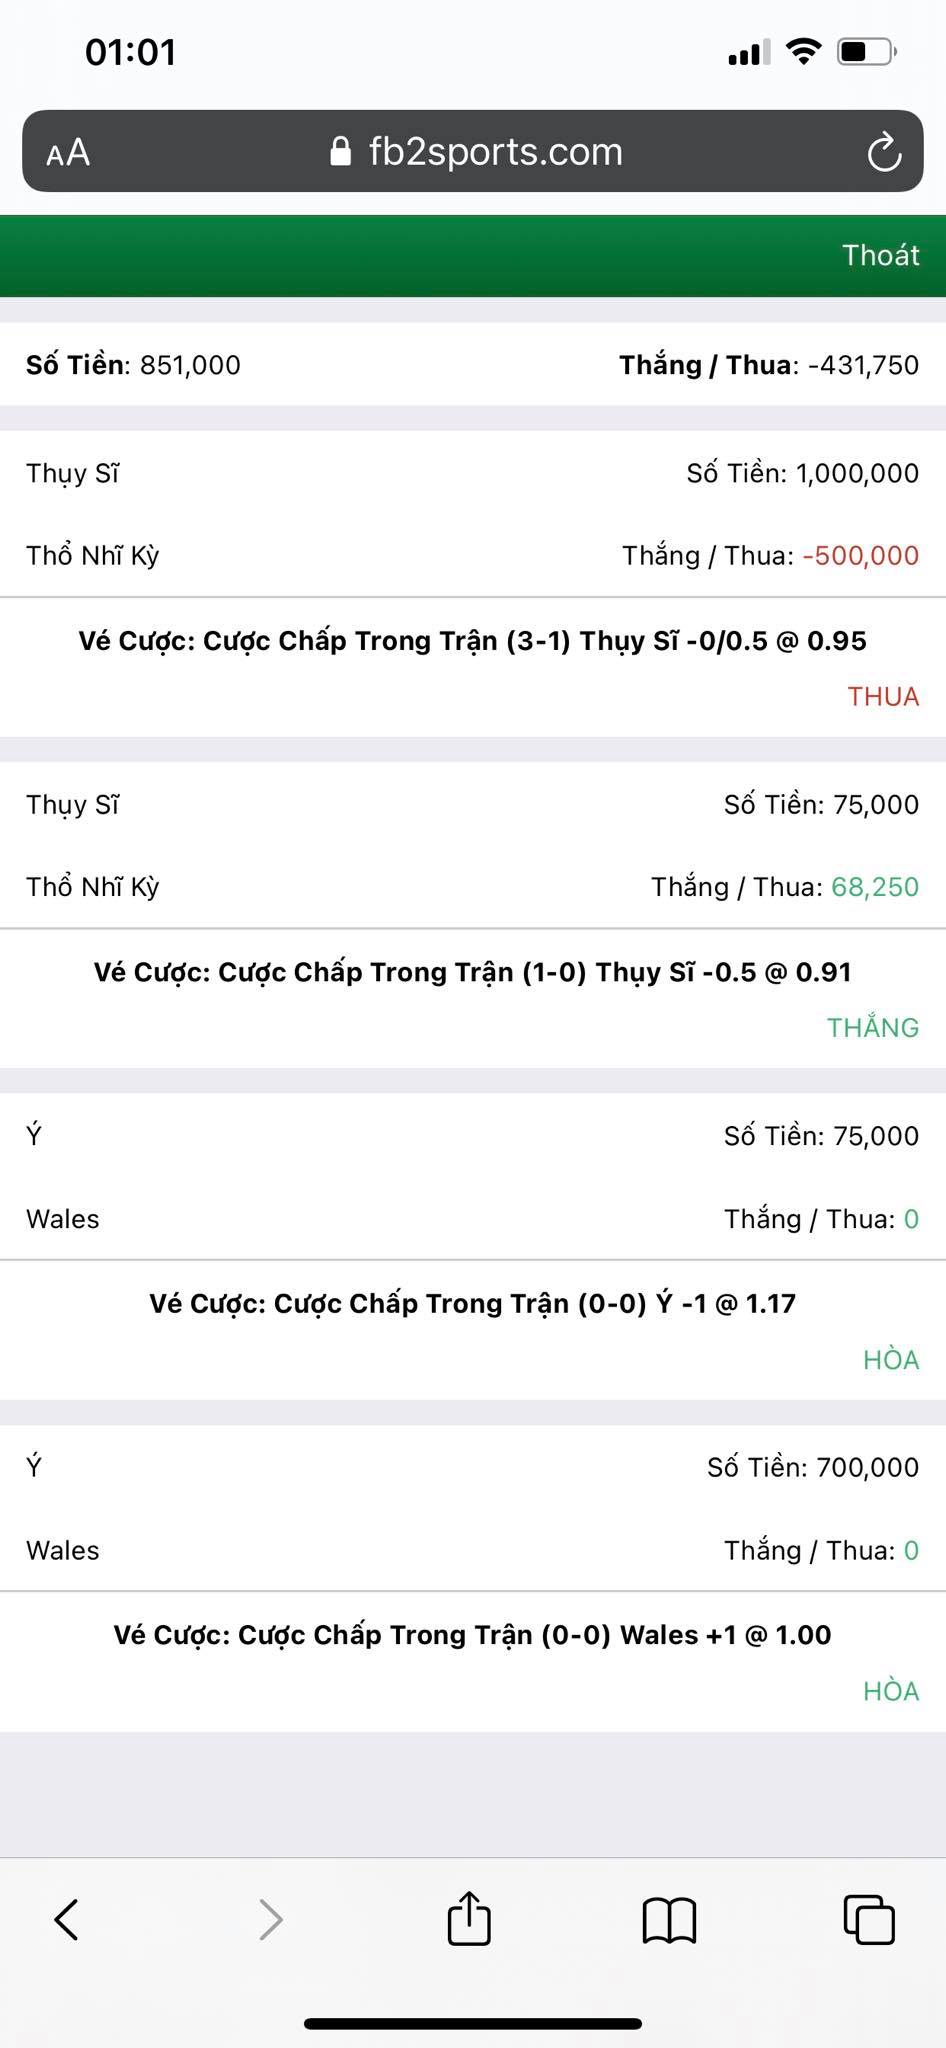 01:01
AA fb2sports.com
Thoát
Số Tiền: 851,000 Thắng / Thua: -431,750
Thụy Sĩ Số Tiền: 1,000,000
Thổ Nhĩ Kỳ Thắng / Thua: -500,000
Vé Cược: Cược Chấp Trong Trận (3-1) Thụy Sĩ -0/0.5 @ 0.95
THUA
Thụy Sĩ Số Tiền: 75,000
Thổ Nhĩ Kỳ Thắng / Thua: 68,250
Vé Cược: Cược Chấp Trong Trận (1-0) Thụy Sĩ -0.5 @ 0.91
THẮNG
Ý Số Tiền: 75,000
Wales Thắng / Thua: 0
Vé Cược: Cược Chấp Trong Trận (0-0) Ý -1 @ 1.17
HÒA
Ý Số Tiền: 700,000
Wales Thắng / Thua: 0
Vé Cược: Cược Chấp Trong Trận (0-0) Wales +1 @ 1.00
HÒA